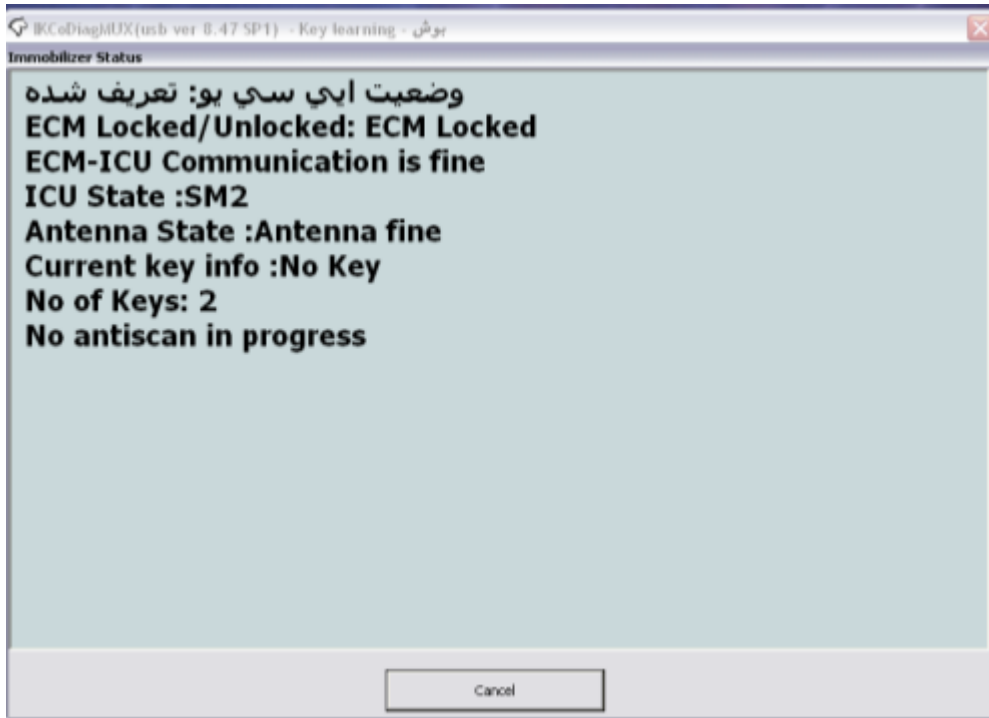 IKCoDiagMUX(usb ver 8.47 SP1) - Key learning - بوش
Immobilizer Status
وضعيت ايي سي يو: تعريف شده
ECM Locked/Unlocked: ECM Locked
ECM-ICU Communication is fine
ICU State :SM2
Antenna State :Antenna fine
Current key info :No Key
No of Keys: 2
No antiscan in progress
Cancel